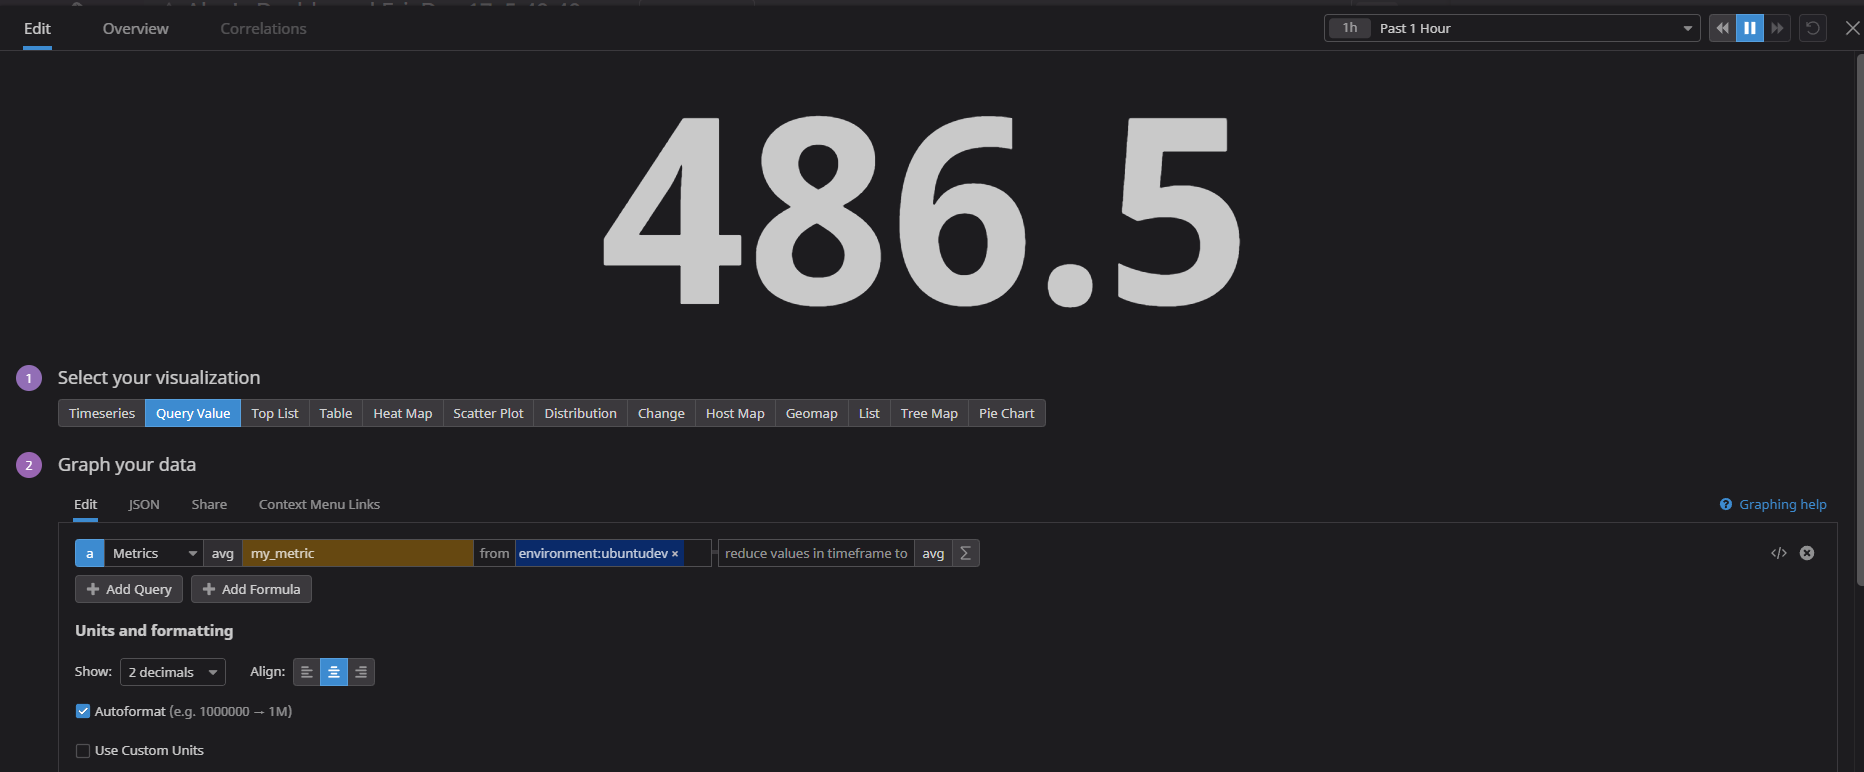 Edit Overview Correlations 1h Past 1 Hour
486.5
1 Select your visualization
Timeseries Query Value Top List Table Heat Map Scatter Plot Distribution Change Host Map Geomap List Tree Map Pie Chart
2 Graph your data
Edit JSON Share Context Menu Links ? Graphing help
a Metrics avg my_metric from environment:ubuntudev × reduce values in timeframe to avg Σ </>
+ Add Query + Add Formula
Units and formatting
Show: 2 decimals Align:
Autoformat (e.g. 1000000 → 1M)
Use Custom Units